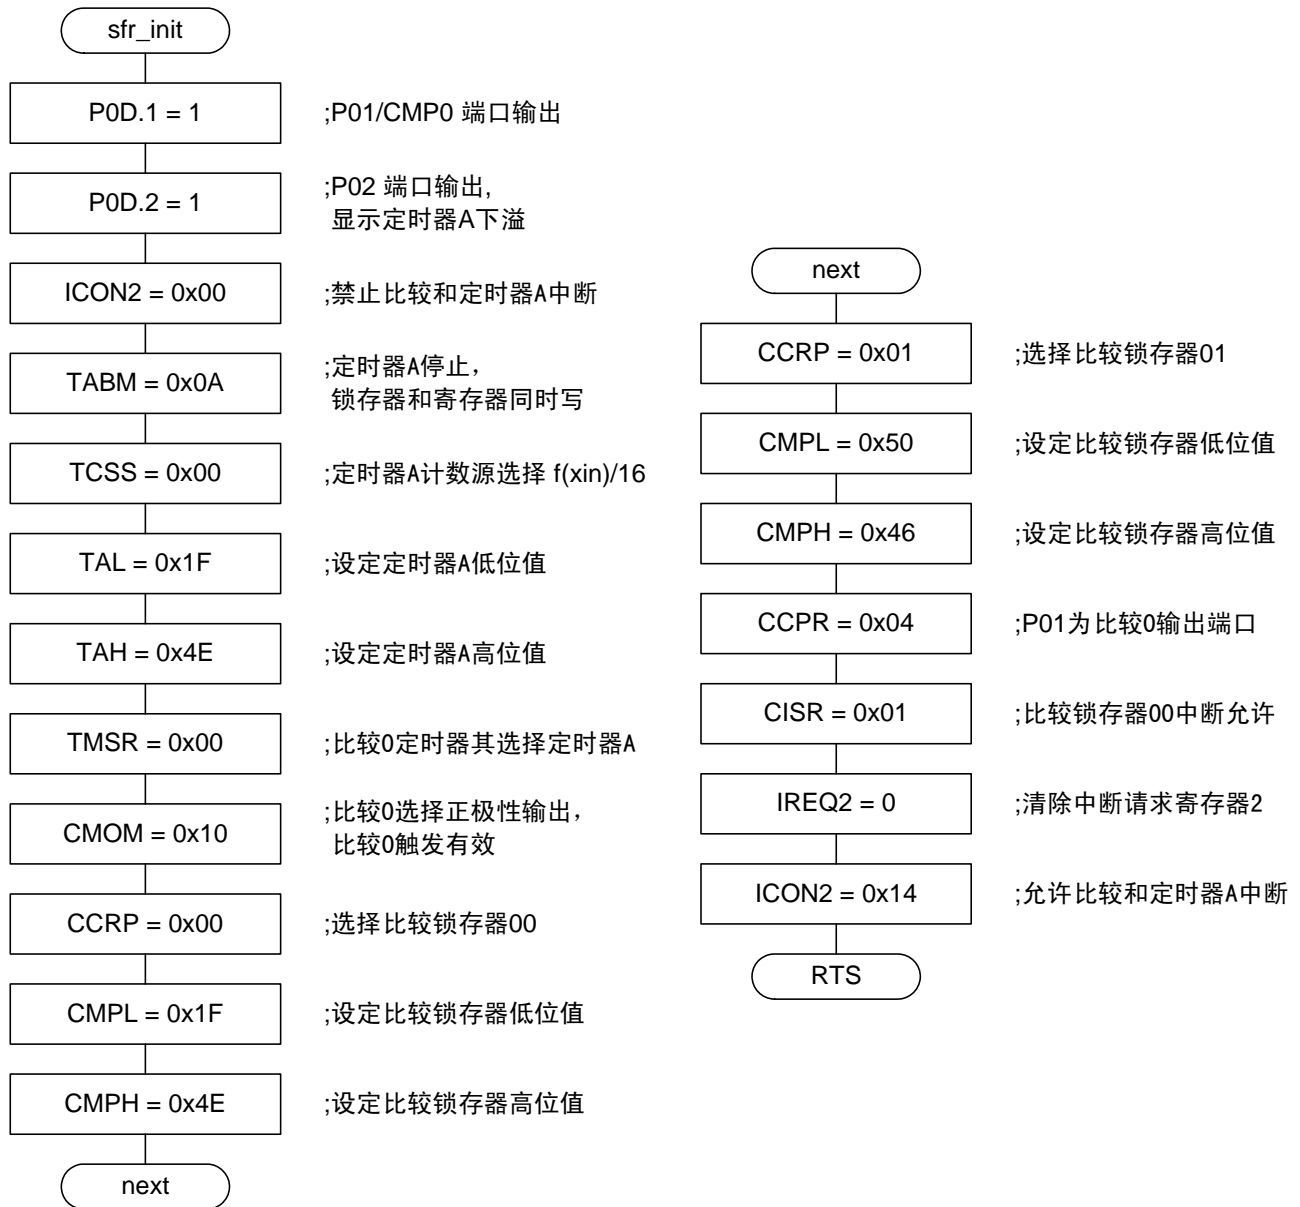 sfr_init
P0D.1 = 1
;P01/CMP0 端口输出
P0D.2 = 1
;P02 端口输出,
显示定时器A下溢
ICON2 = 0x00
;禁止比较和定时器A中断
TABM = 0x0A
;定时器A停止，
锁存器和寄存器同时写
TCSS = 0x00
;定时器A计数源选择 f(xin)/16
TAL = 0x1F
;设定定时器A低位值
TAH = 0x4E
;设定定时器A高位值
TMSR = 0x00
;比较0定时器其选择定时器A
CMOM = 0x10
;比较0选择正极性输出，
比较0触发有效
CCRP = 0x00
;选择比较锁存器00
CMPL = 0x1F
;设定比较锁存器低位值
CMPH = 0x4E
;设定比较锁存器高位值
next
next
CCRP = 0x01
;选择比较锁存器01
CMPL = 0x50
;设定比较锁存器低位值
CMPH = 0x46
;设定比较锁存器高位值
CCPR = 0x04
;P01为比较0输出端口
CISR = 0x01
;比较锁存器00中断允许
IREQ2 = 0
;清除中断请求寄存器2
ICON2 = 0x14
;允许比较和定时器A中断
RTS